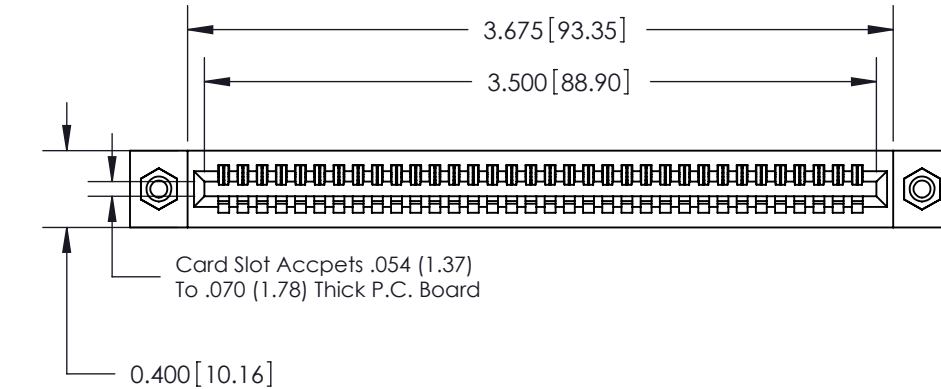 3.675[93.35]
3.500[88.90]
Card Slot Accpets .054 (1.37)
To .070 (1.78) Thick P.C. Board
0.400[10.16]